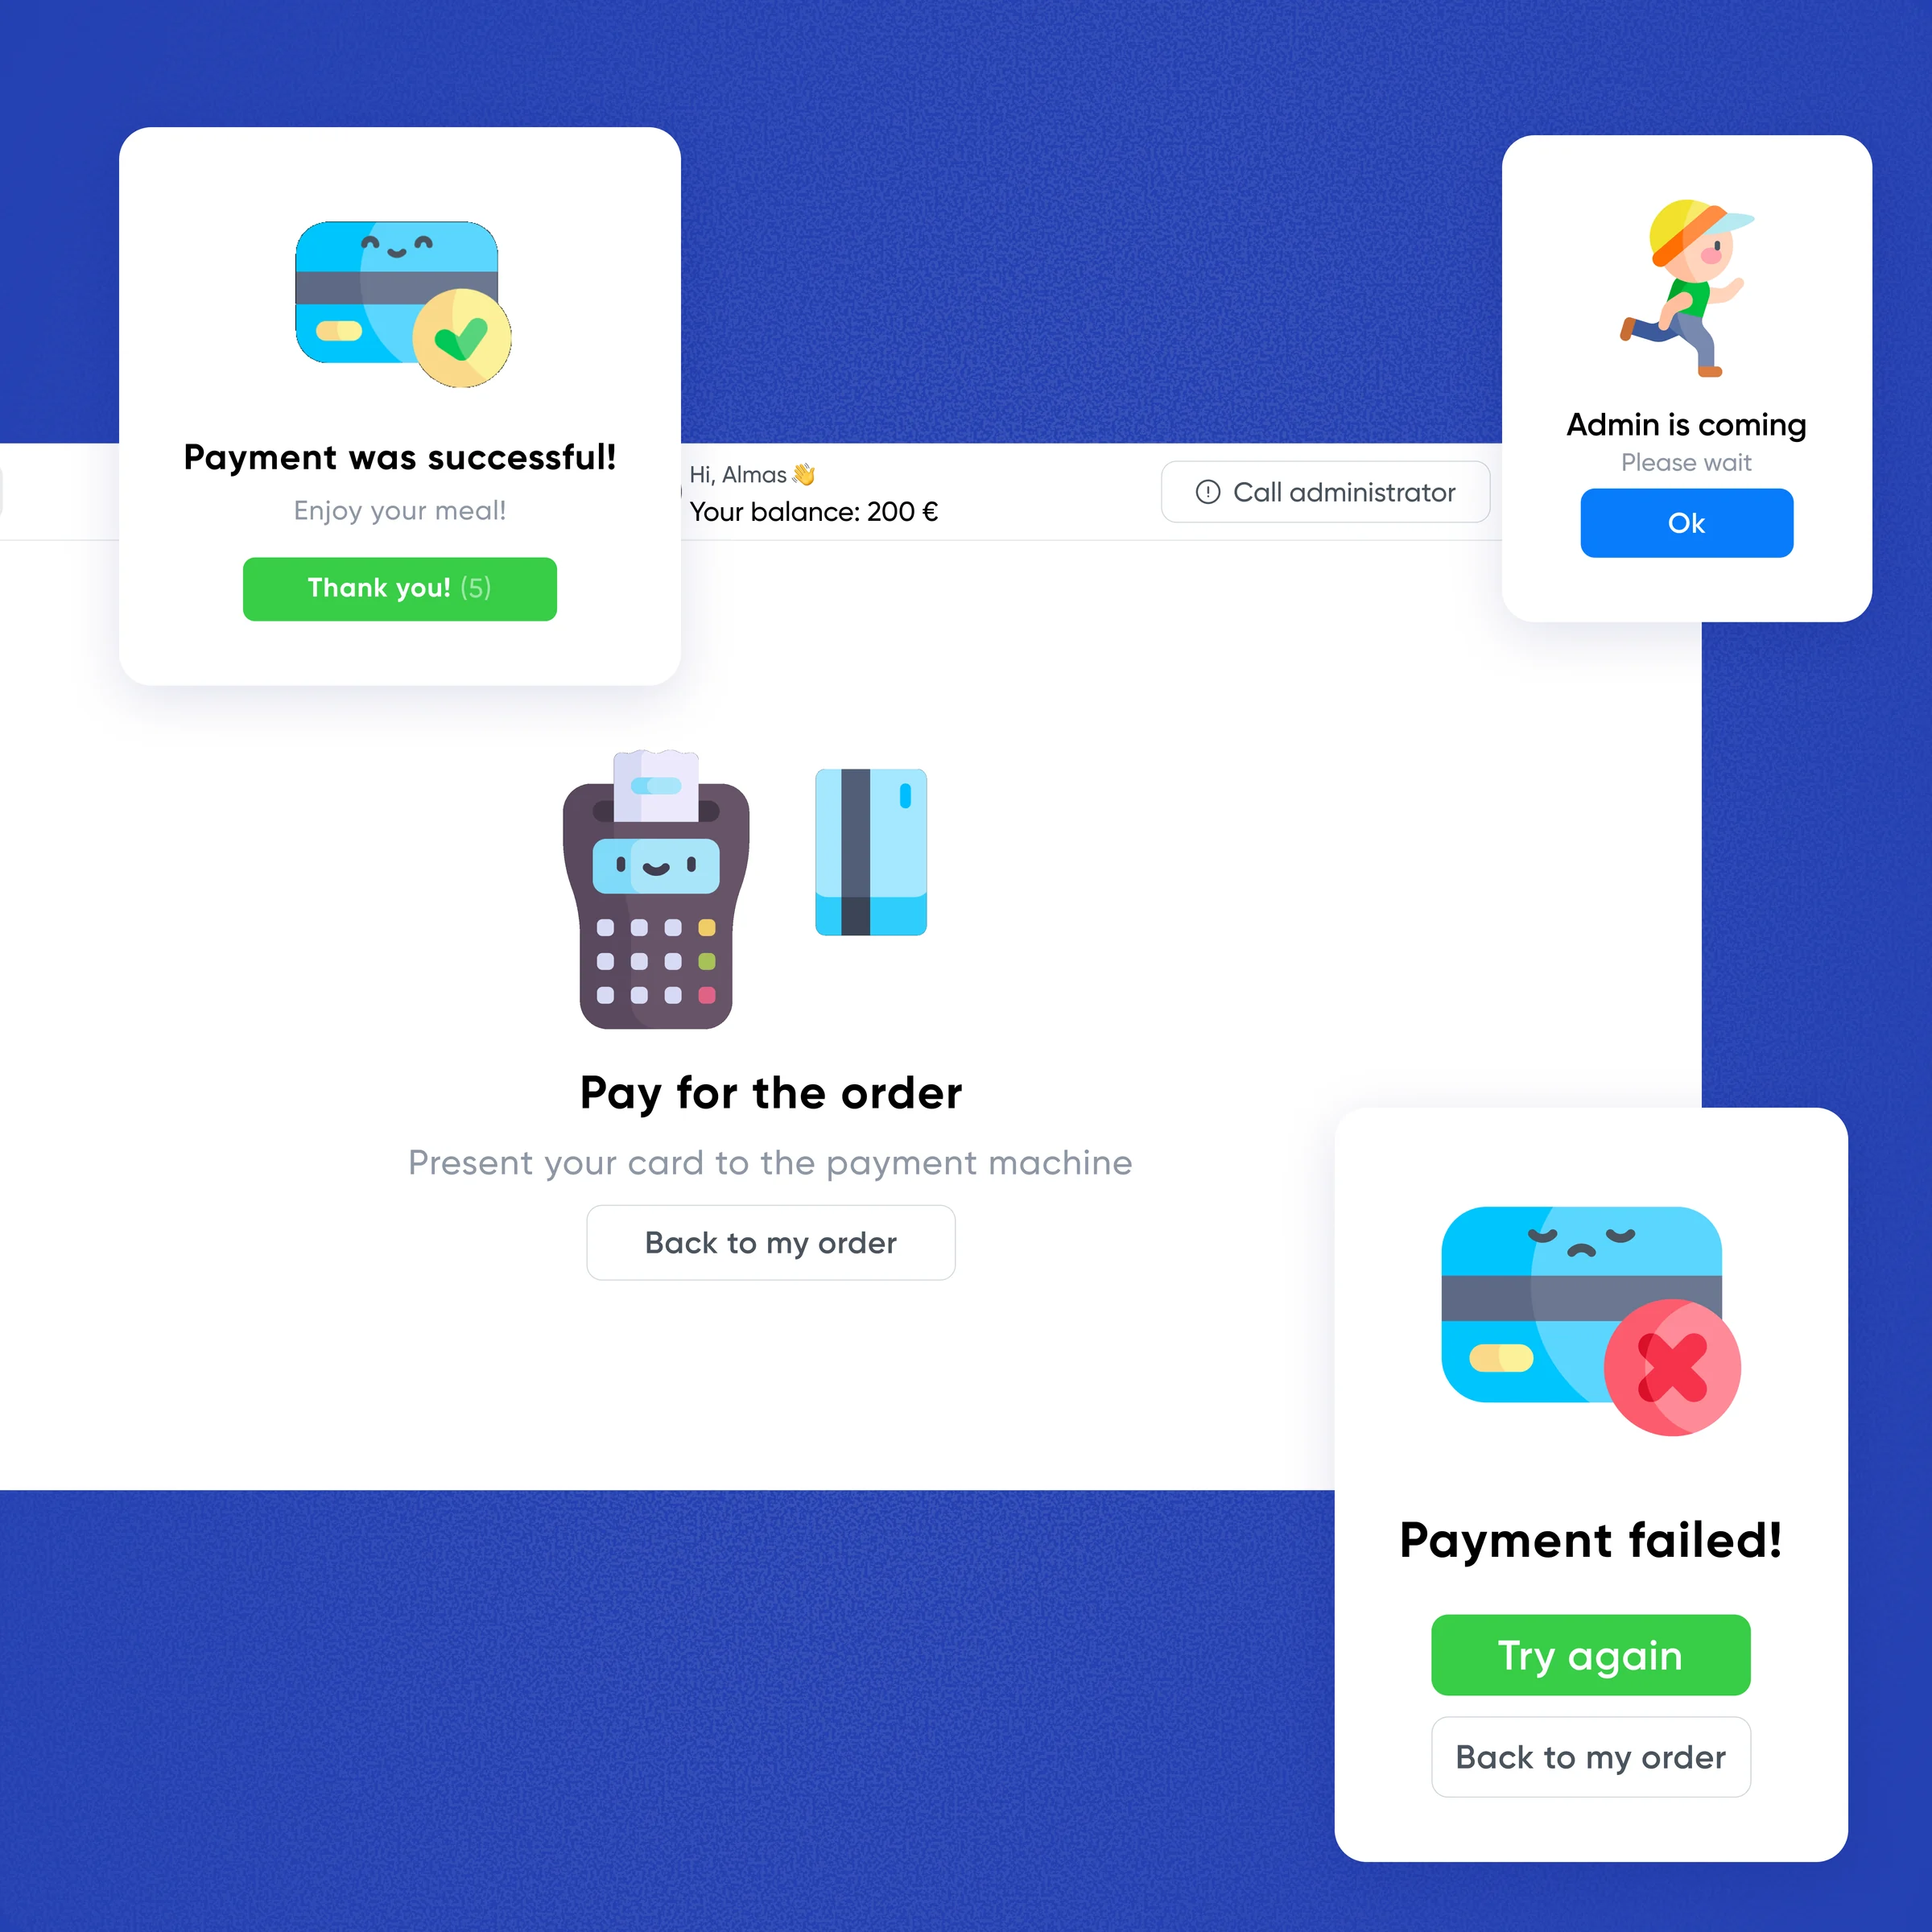 Payment was successful!
Enjoy your meal!
Thank you! (5)
Hi, Almas 👋
Your balance: 200 €
Call administrator
Admin is coming
Please wait
Ok
Pay for the order
Present your card to the payment machine
Back to my order
Payment failed!
Try again
Back to my order